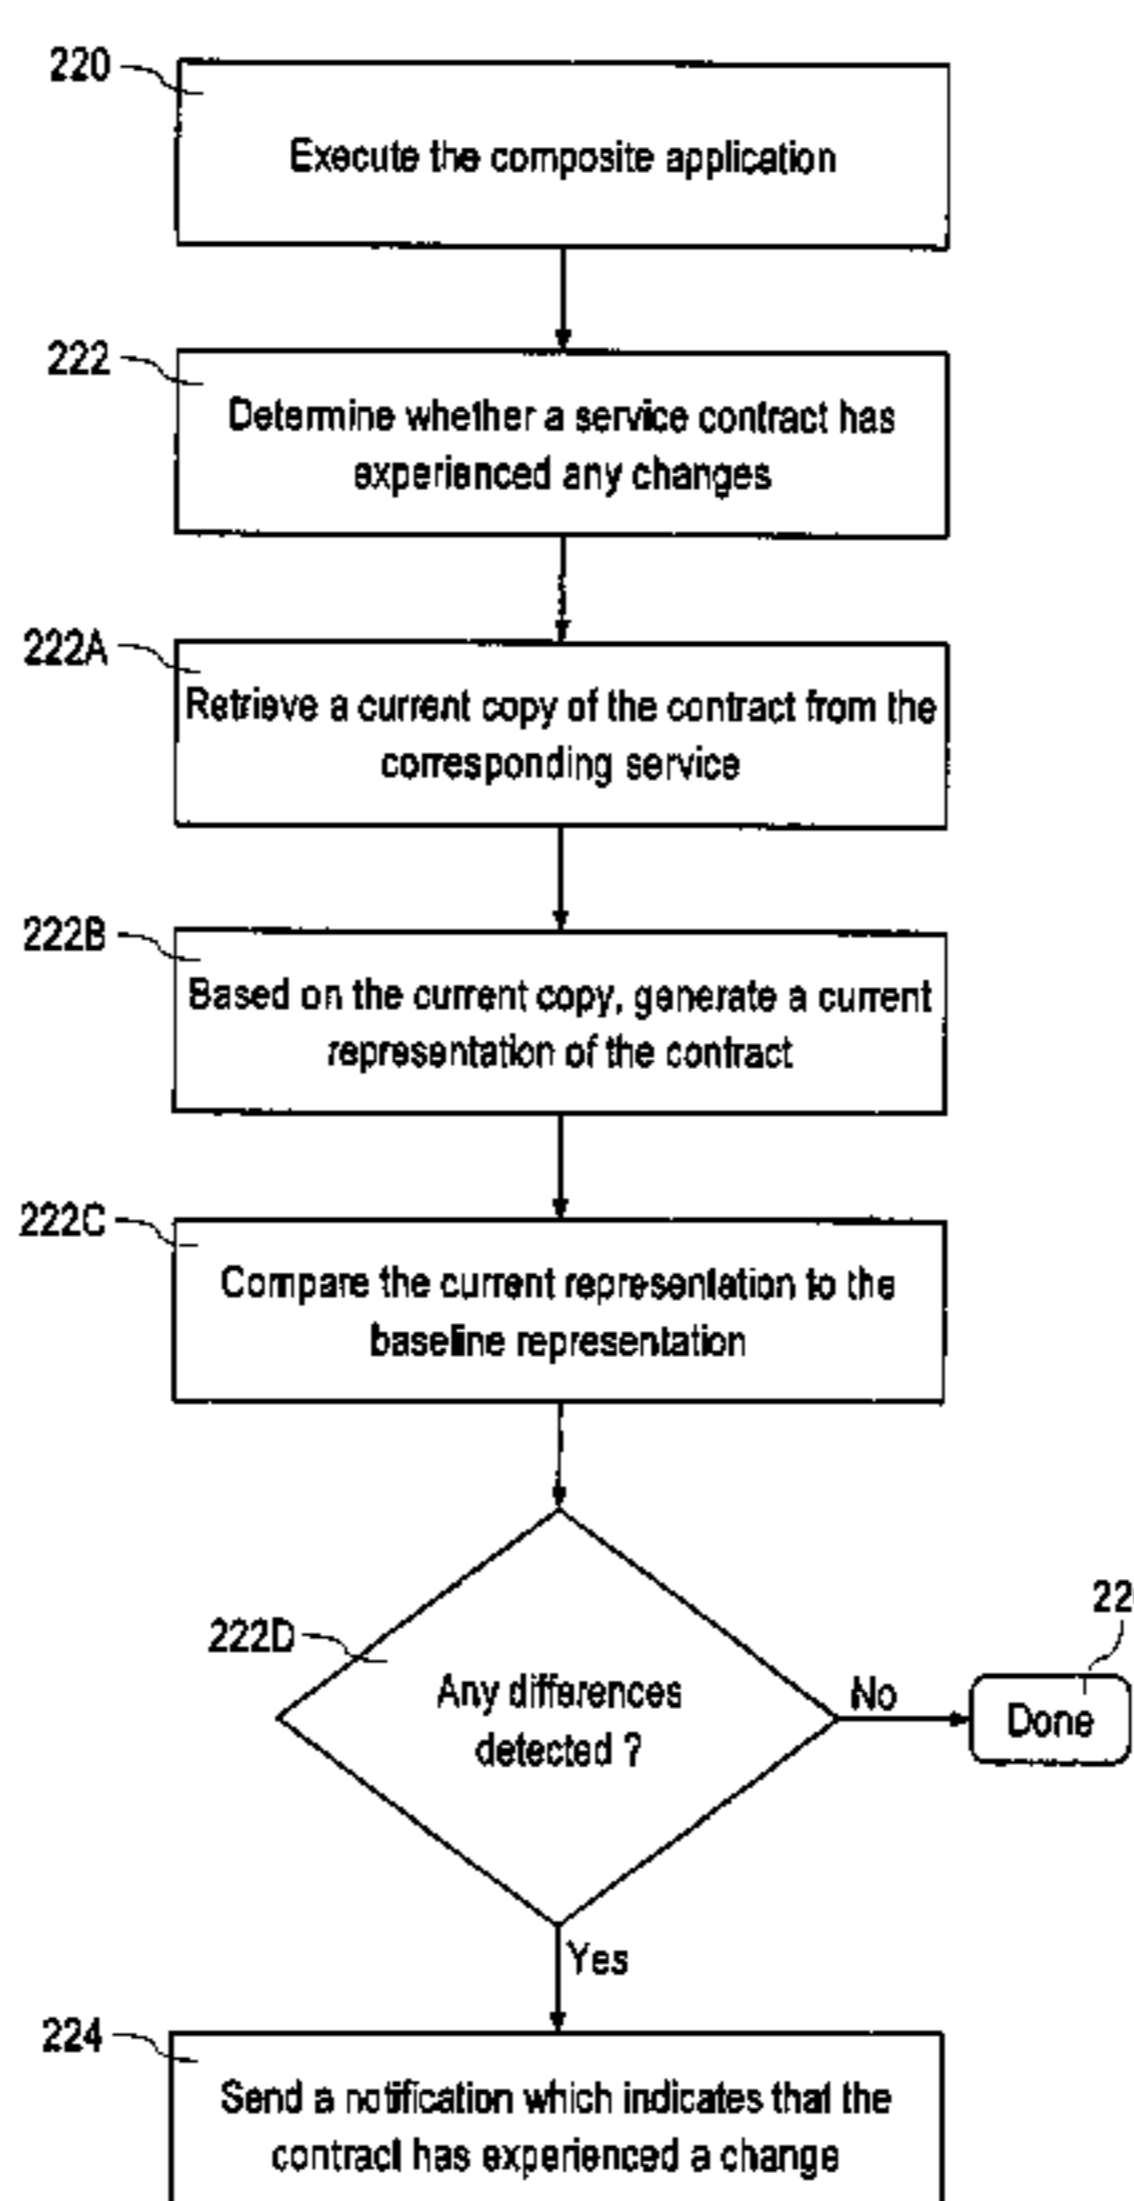 220
Execute the composite application
222
Determine whether a service contract has
experienced any changes
222A
Retrieve a current copy of the contract from the
corresponding service
222B
Based on the current copy, generate a current
representation of the contract
222C
Compare the current representation to the
baseline representation
222D
Any differences
detected ?
No
Done
Yes
224
Send a notification which indicates that the
contract has experienced a change